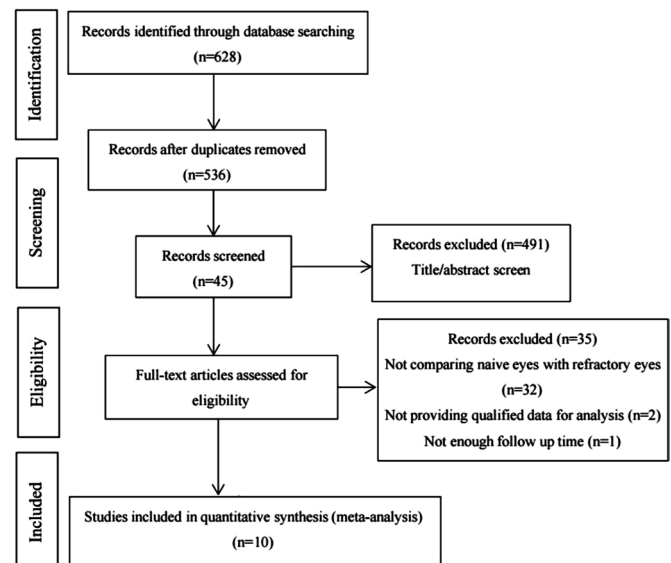 Identification
Records identified through database searching
(n=628)
Records after duplicates removed
(n=536)
Screening
Records screened
(n=45)
Records excluded (n=491)
Title/abstract screen
Eligibility
Full-text articles assessed for
eligibility
Records excluded (n=35)
Not comparing naive eyes with refractory eyes
(n=32)
Not providing qualified data for analysis (n=2)
Not enough follow up time (n=1)
Included
Studies included in quantitative synthesis (meta-analysis)
(n=10)